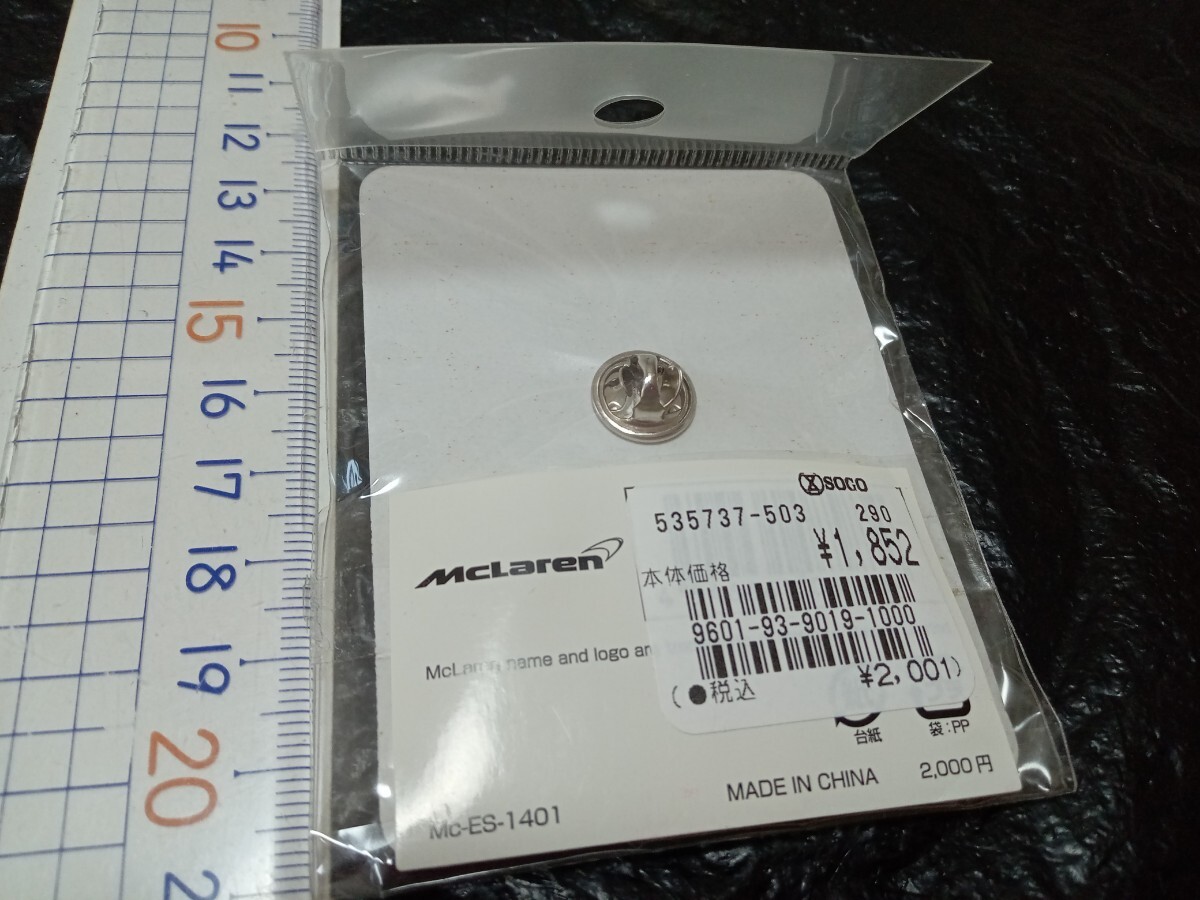 10
11
12
13
14
15
16
17
18
19
20
2
SOGO
535737-503 290
¥1,852
本体価格
9601-93-9019-1000
(●税込 ¥2,001)
McLaren
McLaren name and logo are
台紙 袋:PP
MADE IN CHINA 2,000円
Mc-ES-1401